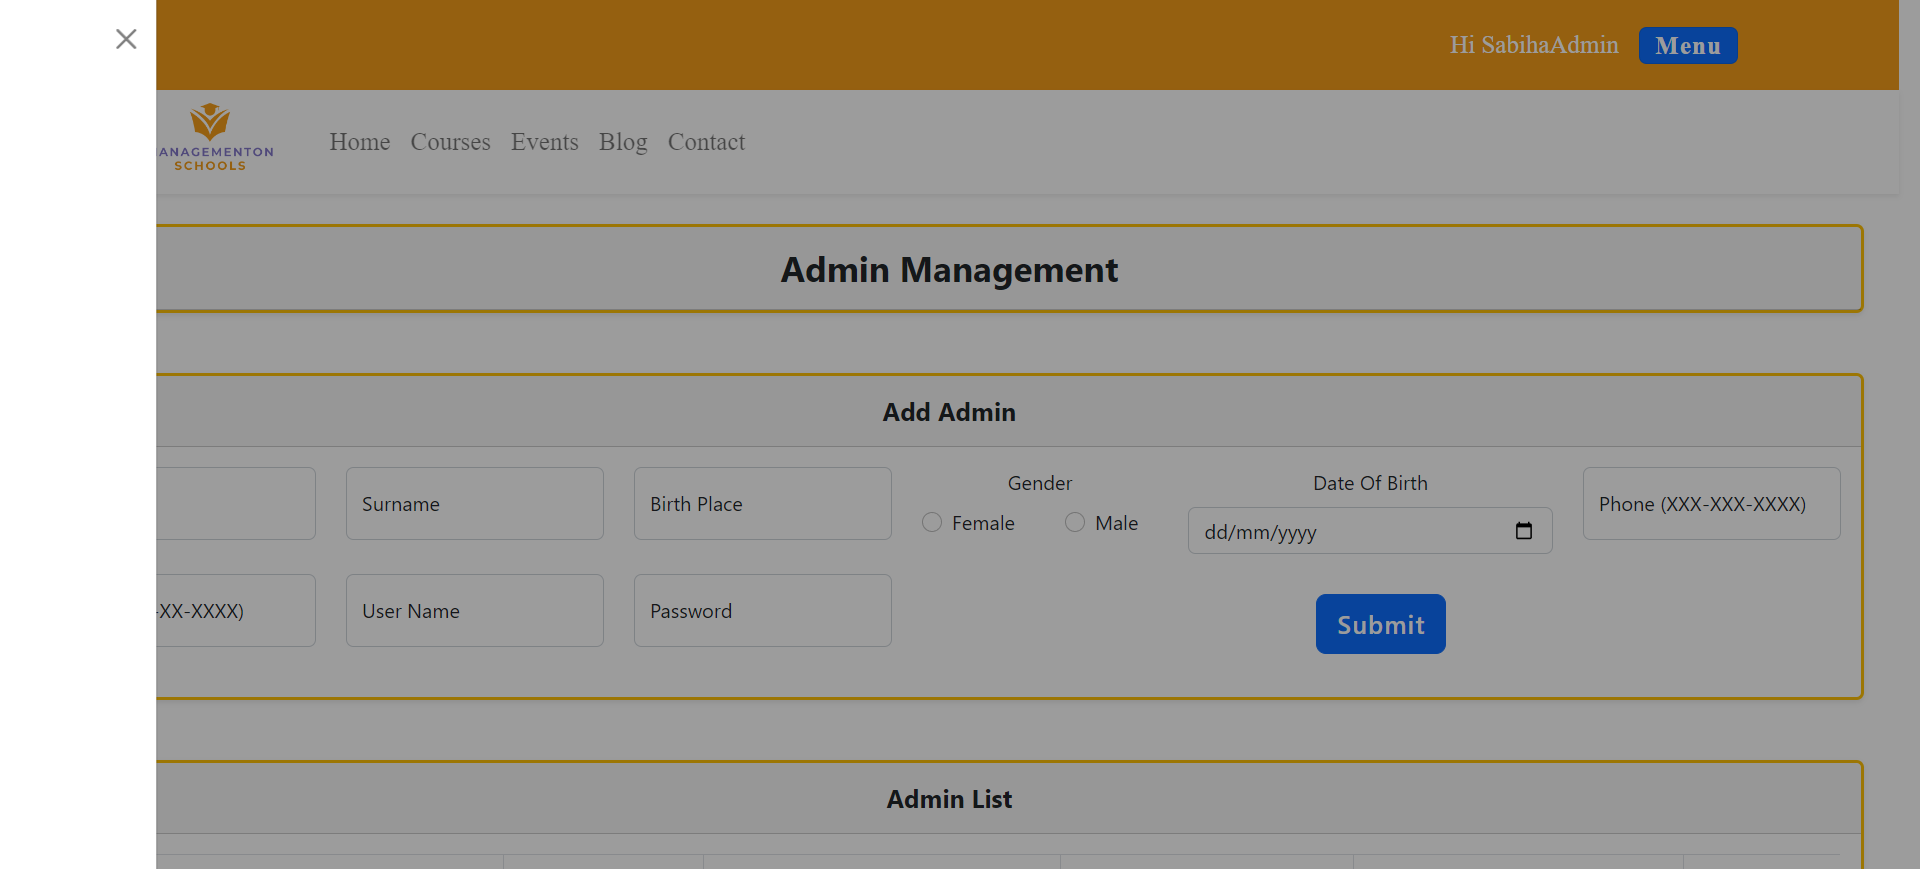 Hi SabihaAdmin Menu
ANAGEMENTON
SCHOOLS
Home Courses Events Blog Contact
Admin Management
Add Admin
Surname Birth Place
Gender
Female Male
Date Of Birth
dd/mm/yyyy
Phone (XXX-XXX-XXXX)
-XX-XXXX) User Name Password
Submit
Admin List